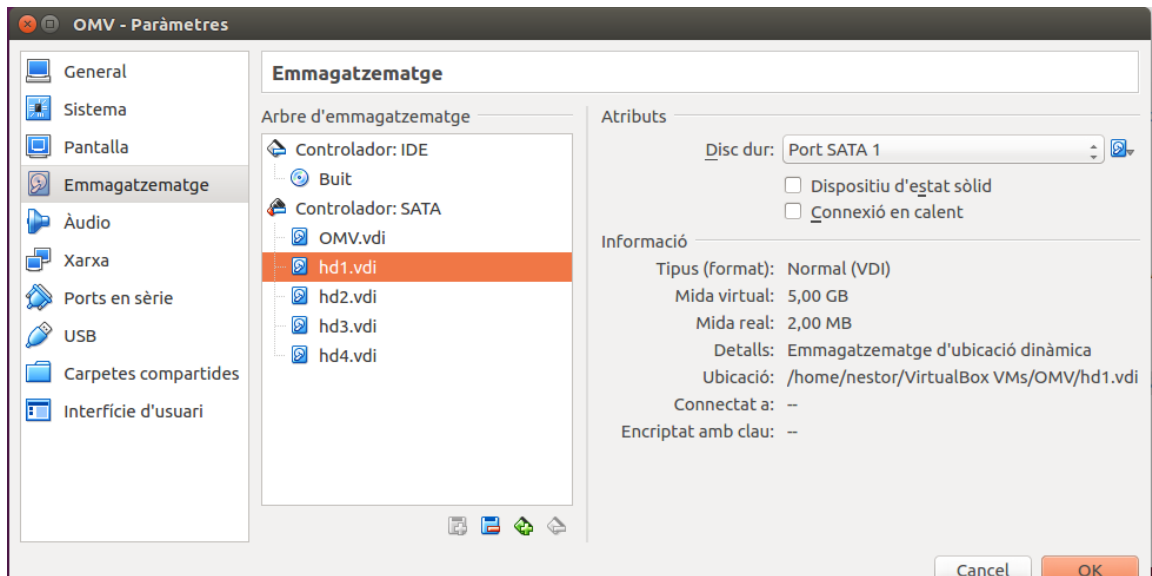 OMV - Paràmetres
General
Sistema
Pantalla
Emmagatzematge
Àudio
Xarxa
Ports en sèrie
USB
Carpetes compartides
Interfície d'usuari
Emmagatzematge
Arbre d'emmagatzematge
Controlador: IDE
Buit
Controlador: SATA
OMV.vdi
hd1.vdi
hd2.vdi
hd3.vdi
hd4.vdi
Atributs
Disc dur: Port SATA 1
Dispositiu d'estat sòlid
Connexió en calent
Informació
Tipus (format): Normal (VDI)
Mida virtual: 5,00 GB
Mida real: 2,00 MB
Detalls: Emmagatzematge d'ubicació dinàmica
Ubicació: /home/nestor/VirtualBox VMs/OMV/hd1.vdi
Connectat a: --
Encriptat amb clau: --
Cancel OK